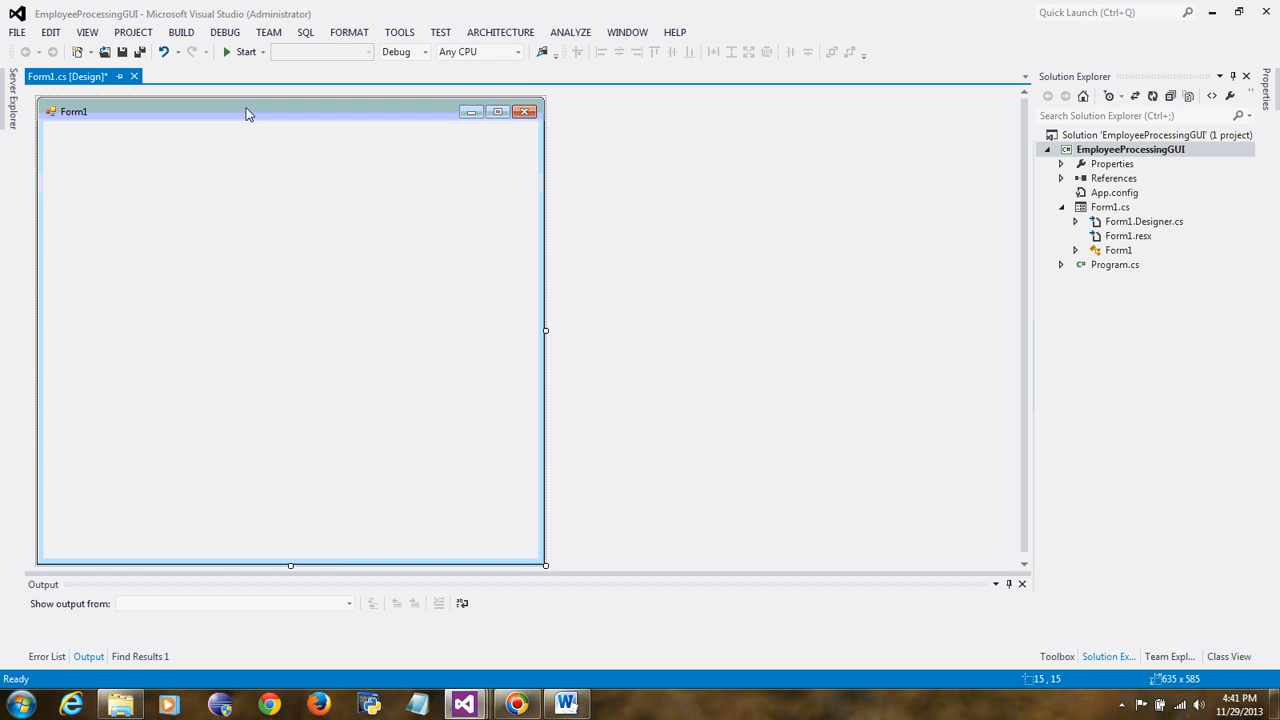 EmployeeProcessingGUI - Microsoft Visual Studio (Administrator)
Quick Launch (Ctrl+Q)
FILE EDIT VIEW PROJECT BUILD DEBUG TEAM SQL FORMAT TOOLS TEST ARCHITECTURE ANALYZE WINDOW HELP
Start Debug Any CPU
Server Explorer
Form1.cs [Design]*
Form1
Solution Explorer
Search Solution Explorer (Ctrl+;)
Solution 'EmployeeProcessingGUI' (1 project)
EmployeeProcessingGUI
Properties
References
App.config
Form1.cs
Form1.Designer.cs
Form1.resx
Form1
Program.cs
Properties
Output
Show output from:
Error List Output Find Results 1
Toolbox Solution Ex... Team Expl... Class View
Ready
15 , 15
635 x 585
4:41 PM
11/29/2013